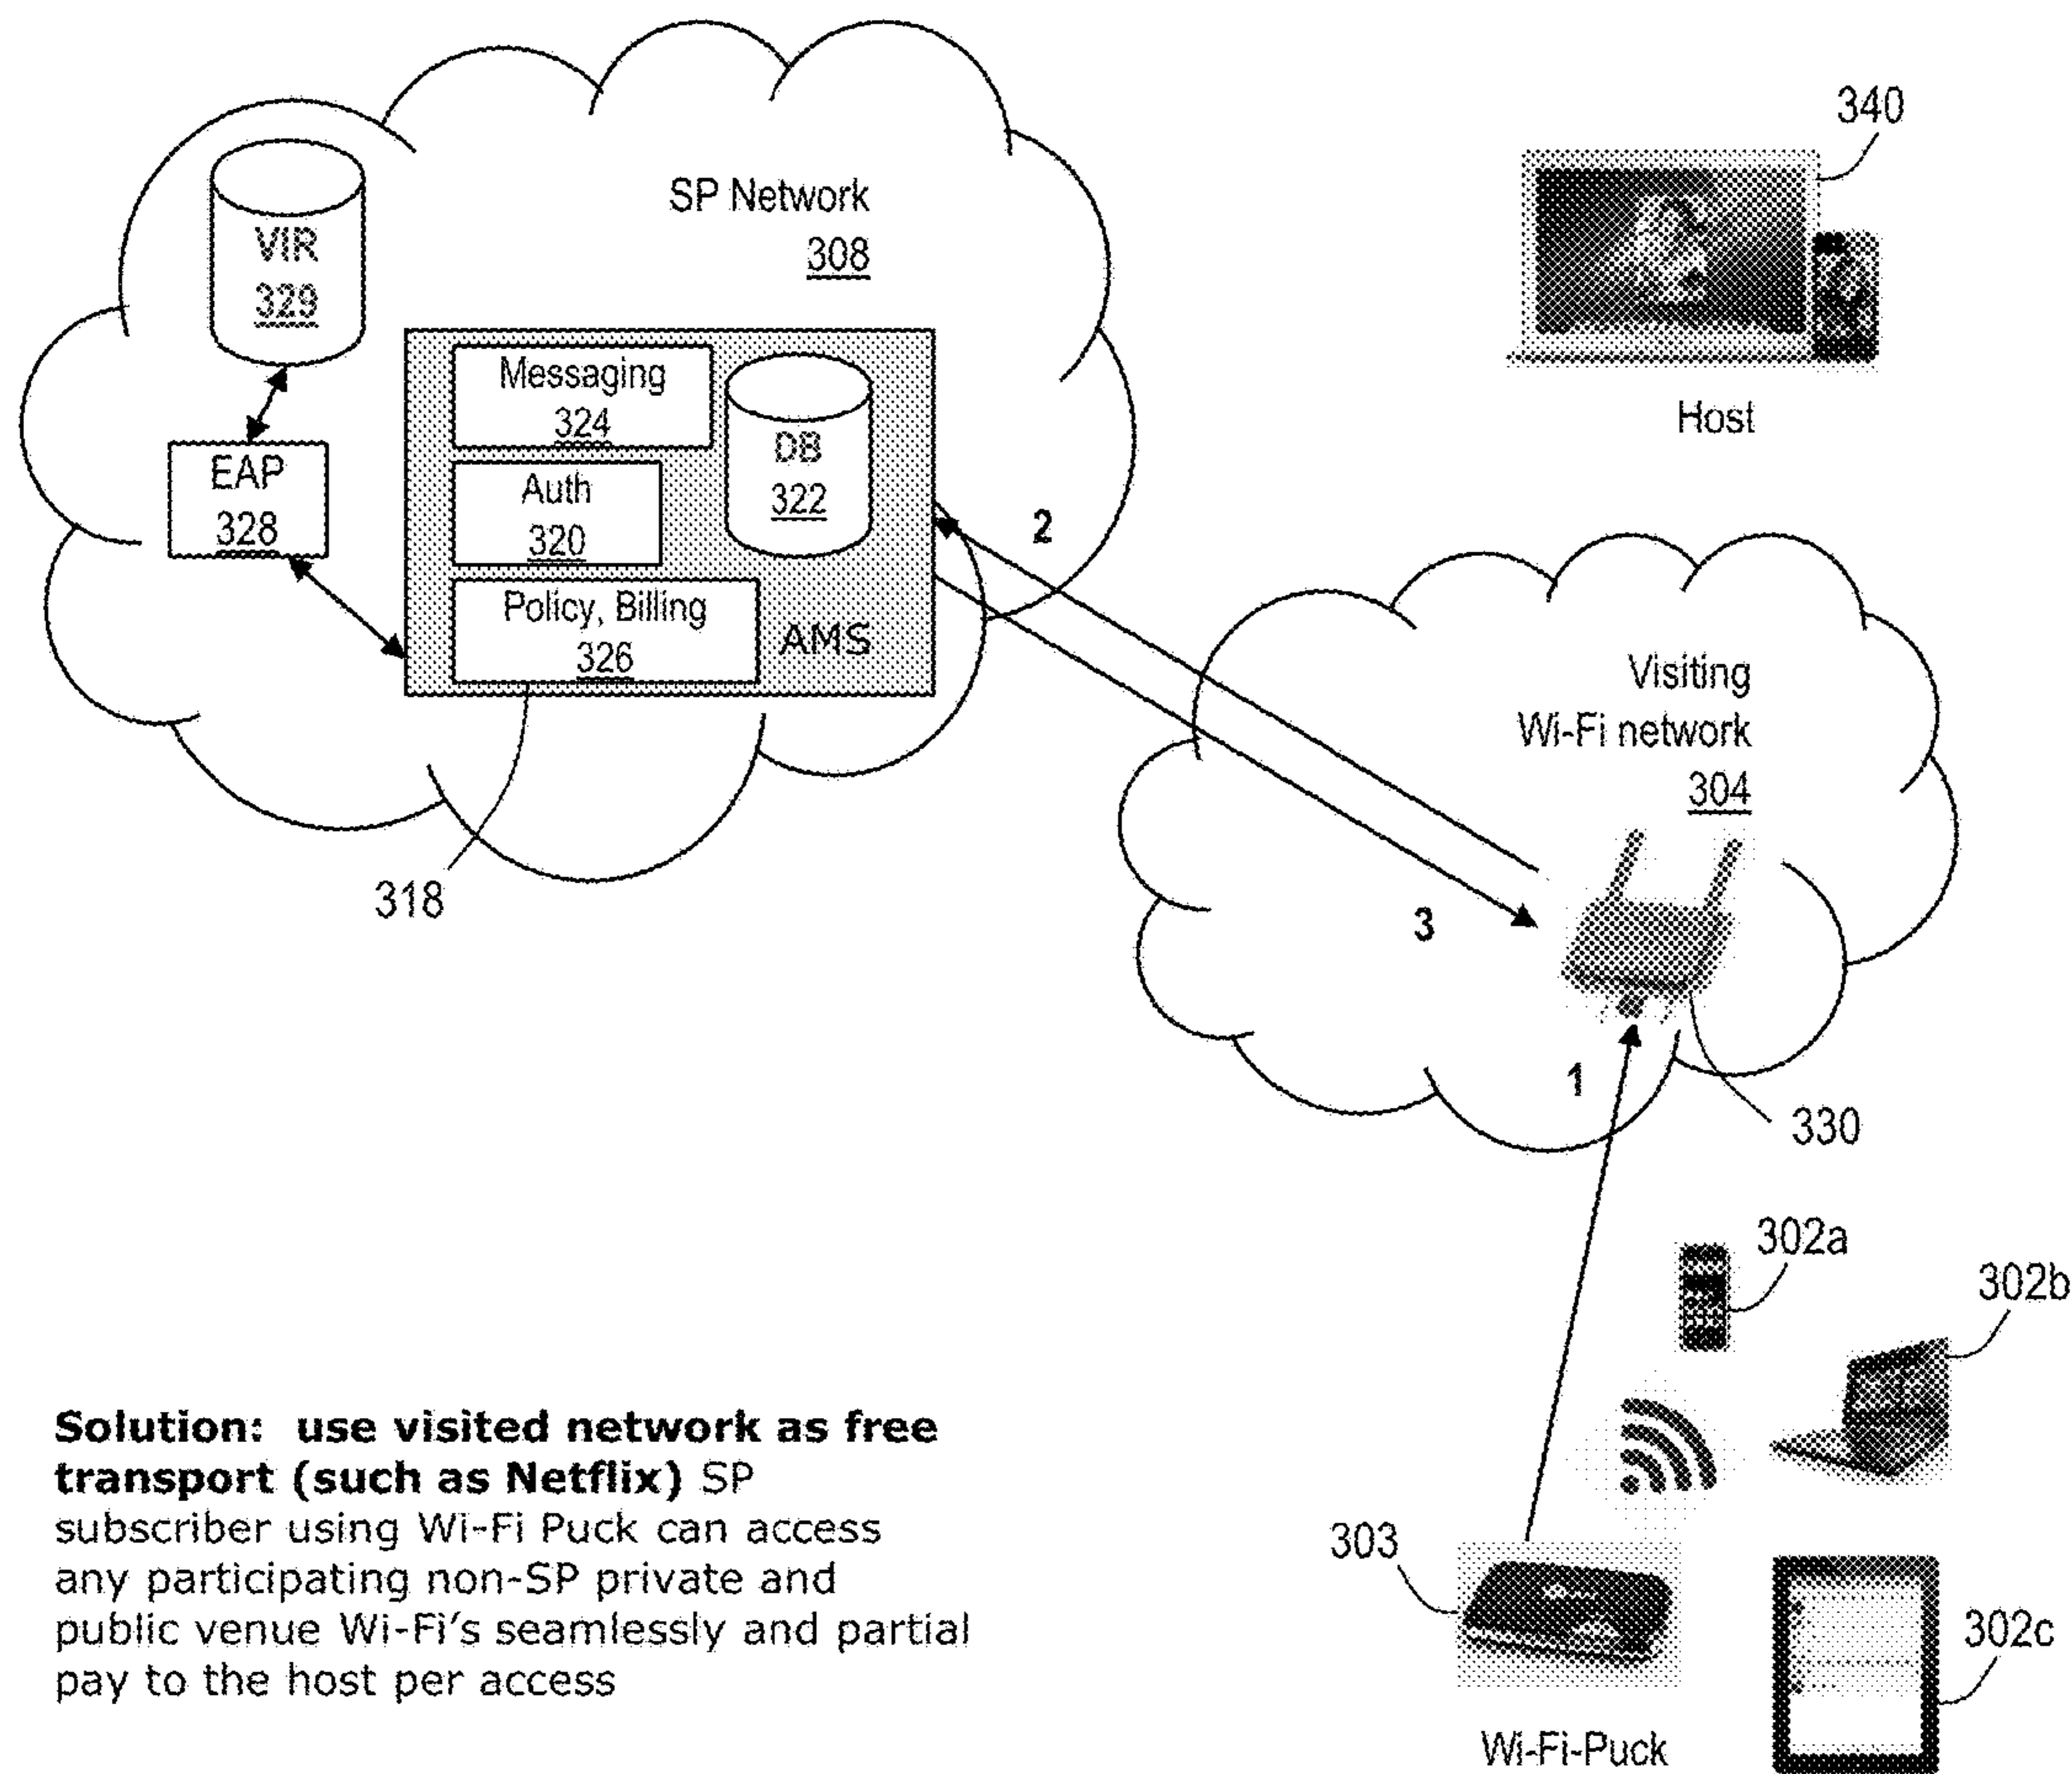 340
SP Network
308
VIR
329
Messaging
324
DB
322
Auth
320
EAP
328
Policy, Billing
326
AMS
318
Host
2
Visiting
Wi-Fi network
304
3
1
330
302a
302b
303
302c
Wi-Fi-Puck
Solution:  use visited network as free
transport (such as Netflix) SP
subscriber using Wi-Fi Puck can access
any participating non-SP private and
public venue Wi-Fi's seamlessly and partial
pay to the host per access